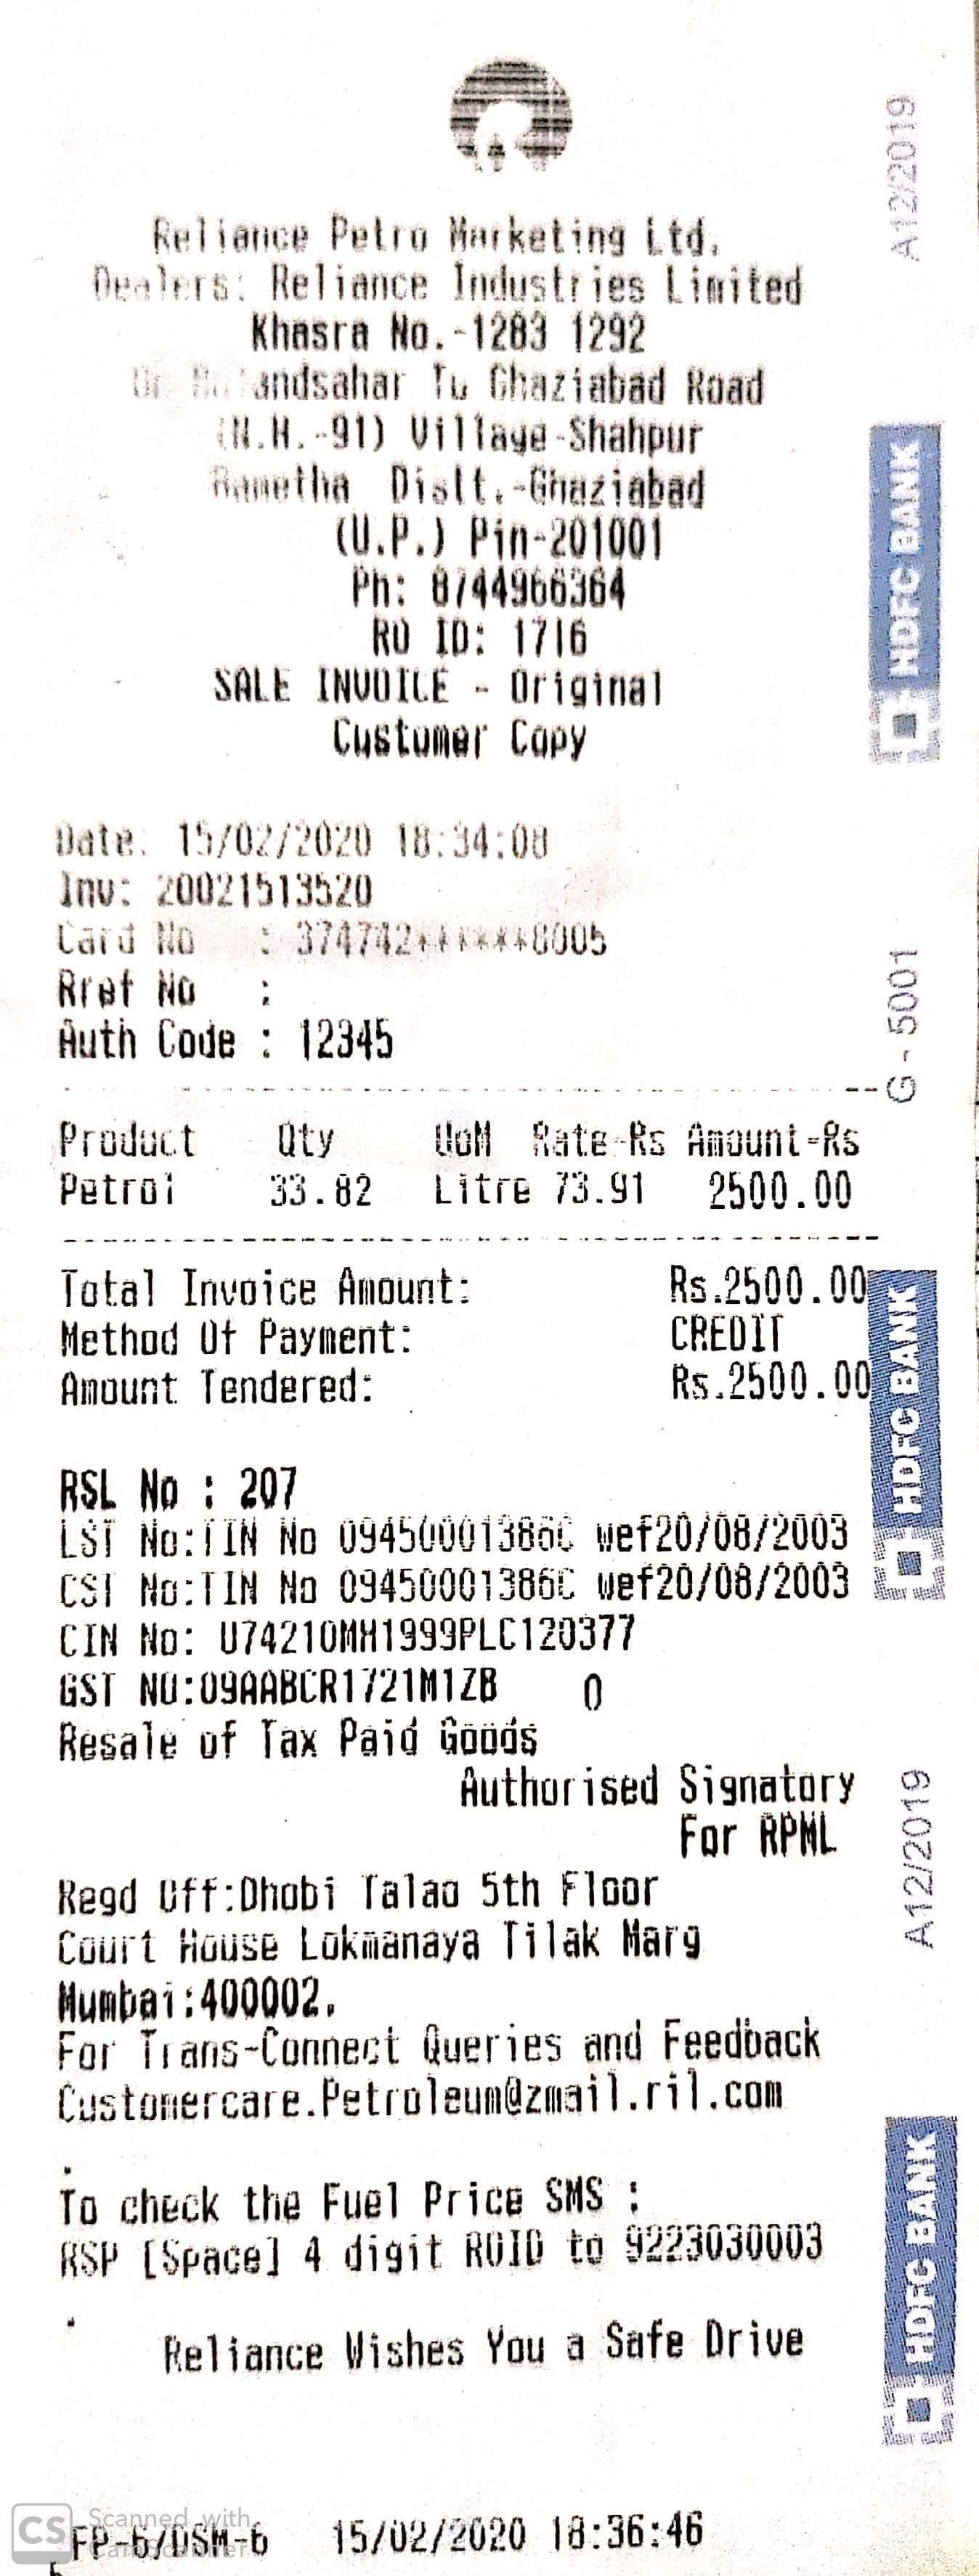 Reliance Petro Marketing Ltd.
Dealers: Reliance Industries Limited
Khasra No.-1283 1292
andsahar To Ghaziabad Road
(N.H.-91) Village-Shahpur
Bametha Distt.-Ghaziabad
(U.P.) Pin-201001
Ph: 8744966364
RO ID: 1716
SALE INVOICE - Original
Customer Copy
Date: 15/02/2020 18:34:08
Inv: 20021513520
Card No : 374742******8005
Rref No :
Auth Code : 12345
Product Qty UoM Rate-Rs Amount-Rs
Petrol 33.82 Litre 73.91 2500.00
Total Invoice Amount: Rs.2500.00
Method Of Payment: CREDIT
Amount Tendered: Rs.2500.00
RSL No : 207
LST No:TIN No 09450001386C wef20/08/2003
CST No:TIN No 09450001386C wef20/08/2003
CIN No: U74210MH1999PLC120377
GST NO:09AABCR1721M1ZB 0
Resale of Tax Paid Goods
Authorised Signatory
For RPML
Regd Off:Dhobi Talao 5th Floor
Court House Lokmanaya Tilak Marg
Mumbai:400002.
For Trans-Connect Queries and Feedback
Customercare.Petroleum@zmail.ril.com
To check the Fuel Price SMS :
RSP [Space] 4 digit ROID to 9223030003
Reliance Wishes You a Safe Drive
FP-6/DSM-6 15/02/2020 18:36:46
CS Scanned with
CamScanner
A12/2019
HDFC BANK
G - 5001
HDFC BANK
A12/2019
HDFC BANK